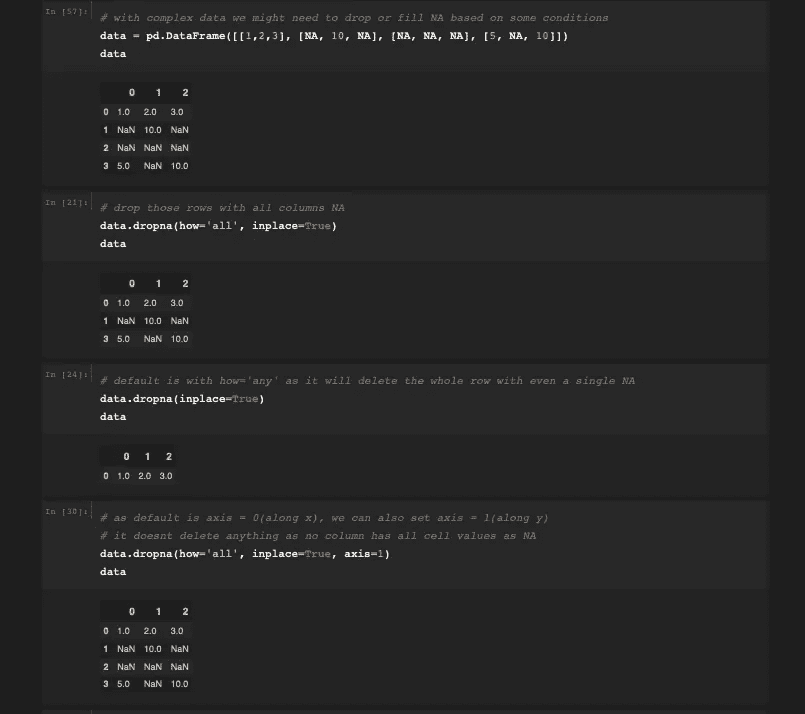 In [57]:
# with complex data we might need to drop or fill NA based on some conditions
data = pd.DataFrame([[1,2,3], [NA, 10, NA], [NA, NA, NA], [5, NA, 10]])
data
0 1 2
0 1.0 2.0 3.0
1 NaN 10.0 NaN
2 NaN NaN NaN
3 5.0 NaN 10.0
In [21]:
# drop those rows with all columns NA
data.dropna(how='all', inplace=True)
data
0 1 2
0 1.0 2.0 3.0
1 NaN 10.0 NaN
3 5.0 NaN 10.0
In [24]:
# default is with how='any' as it will delete the whole row with even a single NA
data.dropna(inplace=True)
data
0 1 2
0 1.0 2.0 3.0
In [30]:
# as default is axis = 0(along x), we can also set axis = 1(along y)
# it doesnt delete anything as no column has all cell values as NA
data.dropna(how='all', inplace=True, axis=1)
data
0 1 2
0 1.0 2.0 3.0
1 NaN 10.0 NaN
2 NaN NaN NaN
3 5.0 NaN 10.0